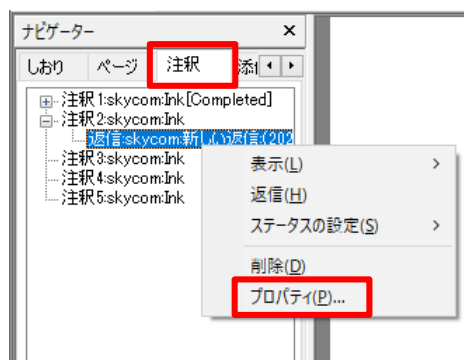 ナビゲーター ×
しおり ページ 注釈
注釈1:skycom:Ink[Completed]
注釈2:skycom:Ink
返信:skycom:新しい返信:(202
注釈3:skycom:Ink
注釈4:skycom:Ink
注釈5:skycom:Ink
表示(L) >
返信(H)
ステータスの設定(S) >
削除(D)
プロパティ(P)...